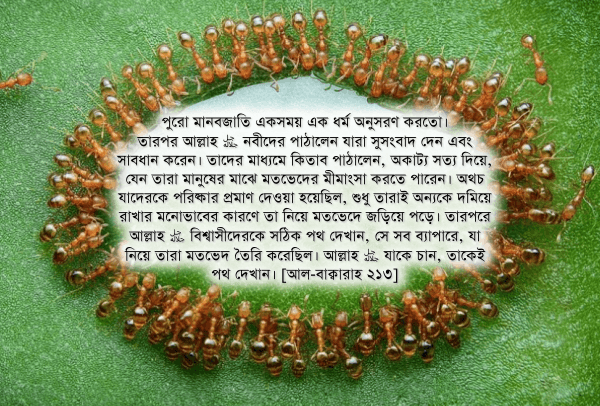 পুরো মানবজাতি একসময় এক ধর্ম অনুসরণ করতো।
তারপর আল্লাহ ﷻ নবীদের পাঠালেন যারা সুসংবাদ দেন এবং
সাবধান করেন। তাদের মাধ্যমে কিতাব পাঠালেন, অকাট্য সত্য দিয়ে,
যেন তারা মানুষের মাঝে মতভেদের মীমাংসা করতে পারেন। অথচ
যাদেরকে পরিষ্কার প্রমাণ দেওয়া হয়েছিল, শুধু তারাই অন্যকে দমিয়ে
রাখার মনোভাবের কারণে তা নিয়ে মতভেদে জড়িয়ে পড়ে। তারপরে
আল্লাহ ﷻ বিশ্বাসীদেরকে সঠিক পথ দেখান, সে সব ব্যাপারে, যা
নিয়ে তারা মতভেদ তৈরি করেছিল। আল্লাহ ﷻ যাকে চান, তাকেই
পথ দেখান। [আল-বাক্বারাহ ২১৩]